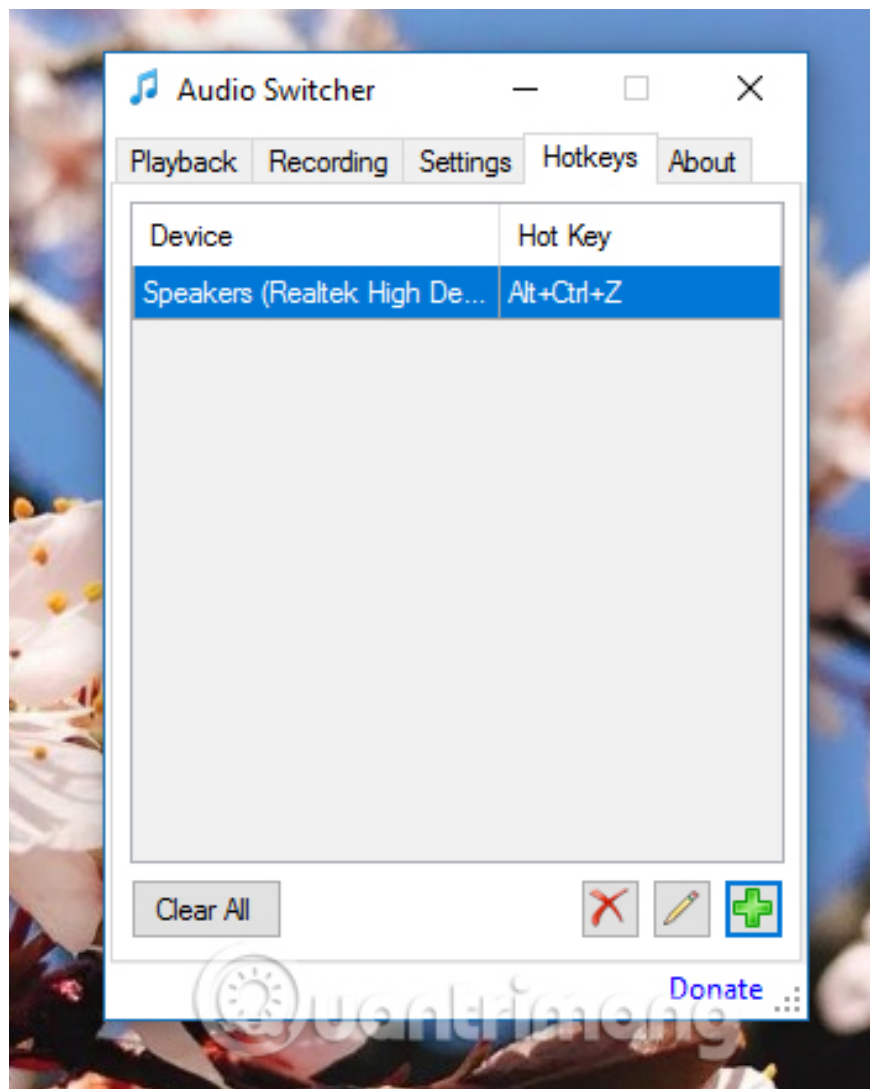 Audio Switcher
Playback Recording Settings Hotkeys About
Device Hot Key
Speakers (Realtek High De... Alt+Ctrl+Z
Clear All
Donate
Quantrimang